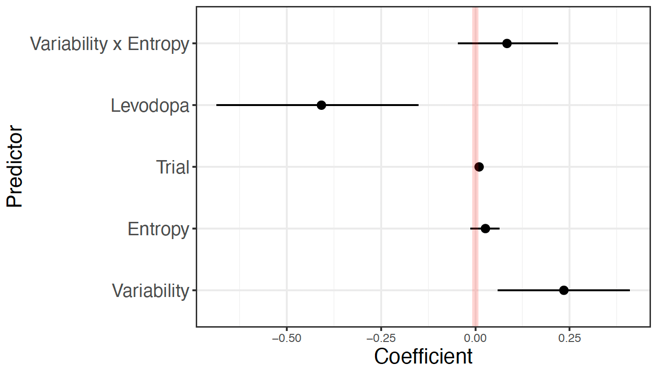 Variability x Entropy
Levodopa
Trial
Entropy
Variability
Predictor
−0.50
−0.25
0.00
0.25
Coefficient